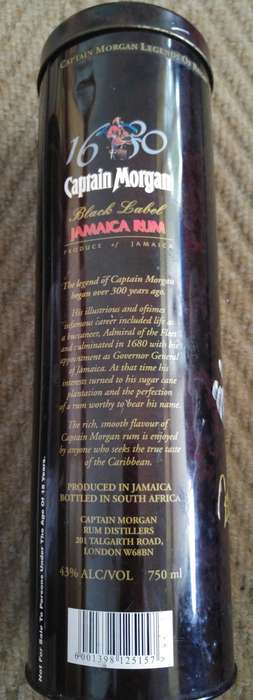 CAPTAIN MORGAN LEGENDS OF
1680
Captain Morgan
Black Label
JAMAICA RUM
PRODUCE of JAMAICA
The legend of Captain Morgan
began over 300 years ago.
His illustrious and oftimes
infamous career included life as
a buccaneer, Admiral of the Fleet
and culminated in 1680 with his
appointment as Governor General
of Jamaica. At that time his
interest turned to his sugar cane
plantation and the perfection
of a rum worthy to bear his name.
The rich, smooth flavour of
Captain Morgan rum is enjoyed
by anyone who seeks the true taste
of the Caribbean.
PRODUCED IN JAMAICA
BOTTLED IN SOUTH AFRICA
CAPTAIN MORGAN
RUM DISTILLERS
201 TALGARTH ROAD,
LONDON W68BN
43% ALC/VOL 750 ml
6001398125157
Not For Sale To Persons Under The Age Of 18 Years.